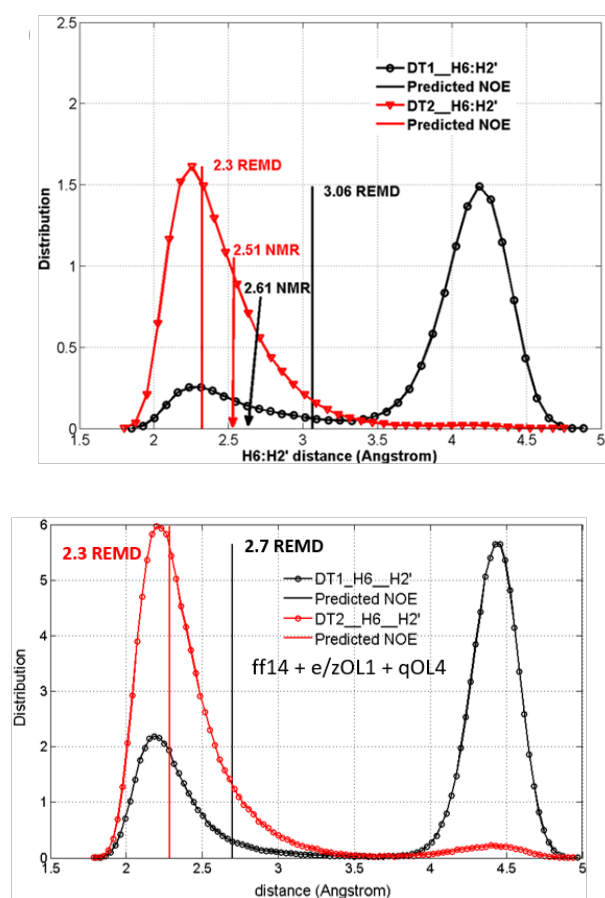 2.5
DT1__H6:H2'
Predicted NOE
DT2__H6:H2'
Predicted NOE
2
1.5
2.3 REMD
3.06 REMD
1
2.51 NMR
2.61 NMR
0.5
0
Distribution
1.5 2 2.5 3 3.5 4 4.5 5
H6:H2' distance (Angstrom)
6
2.3 REMD
2.7 REMD
5
DT1_H6__H2'
Predicted NOE
DT2__H6__H2'
Predicted NOE
4
ff14 + e/zOL1 + qOL4
3
2
1
0
Distribution
1.5 2 2.5 3 3.5 4 4.5 5
distance (Angstrom)